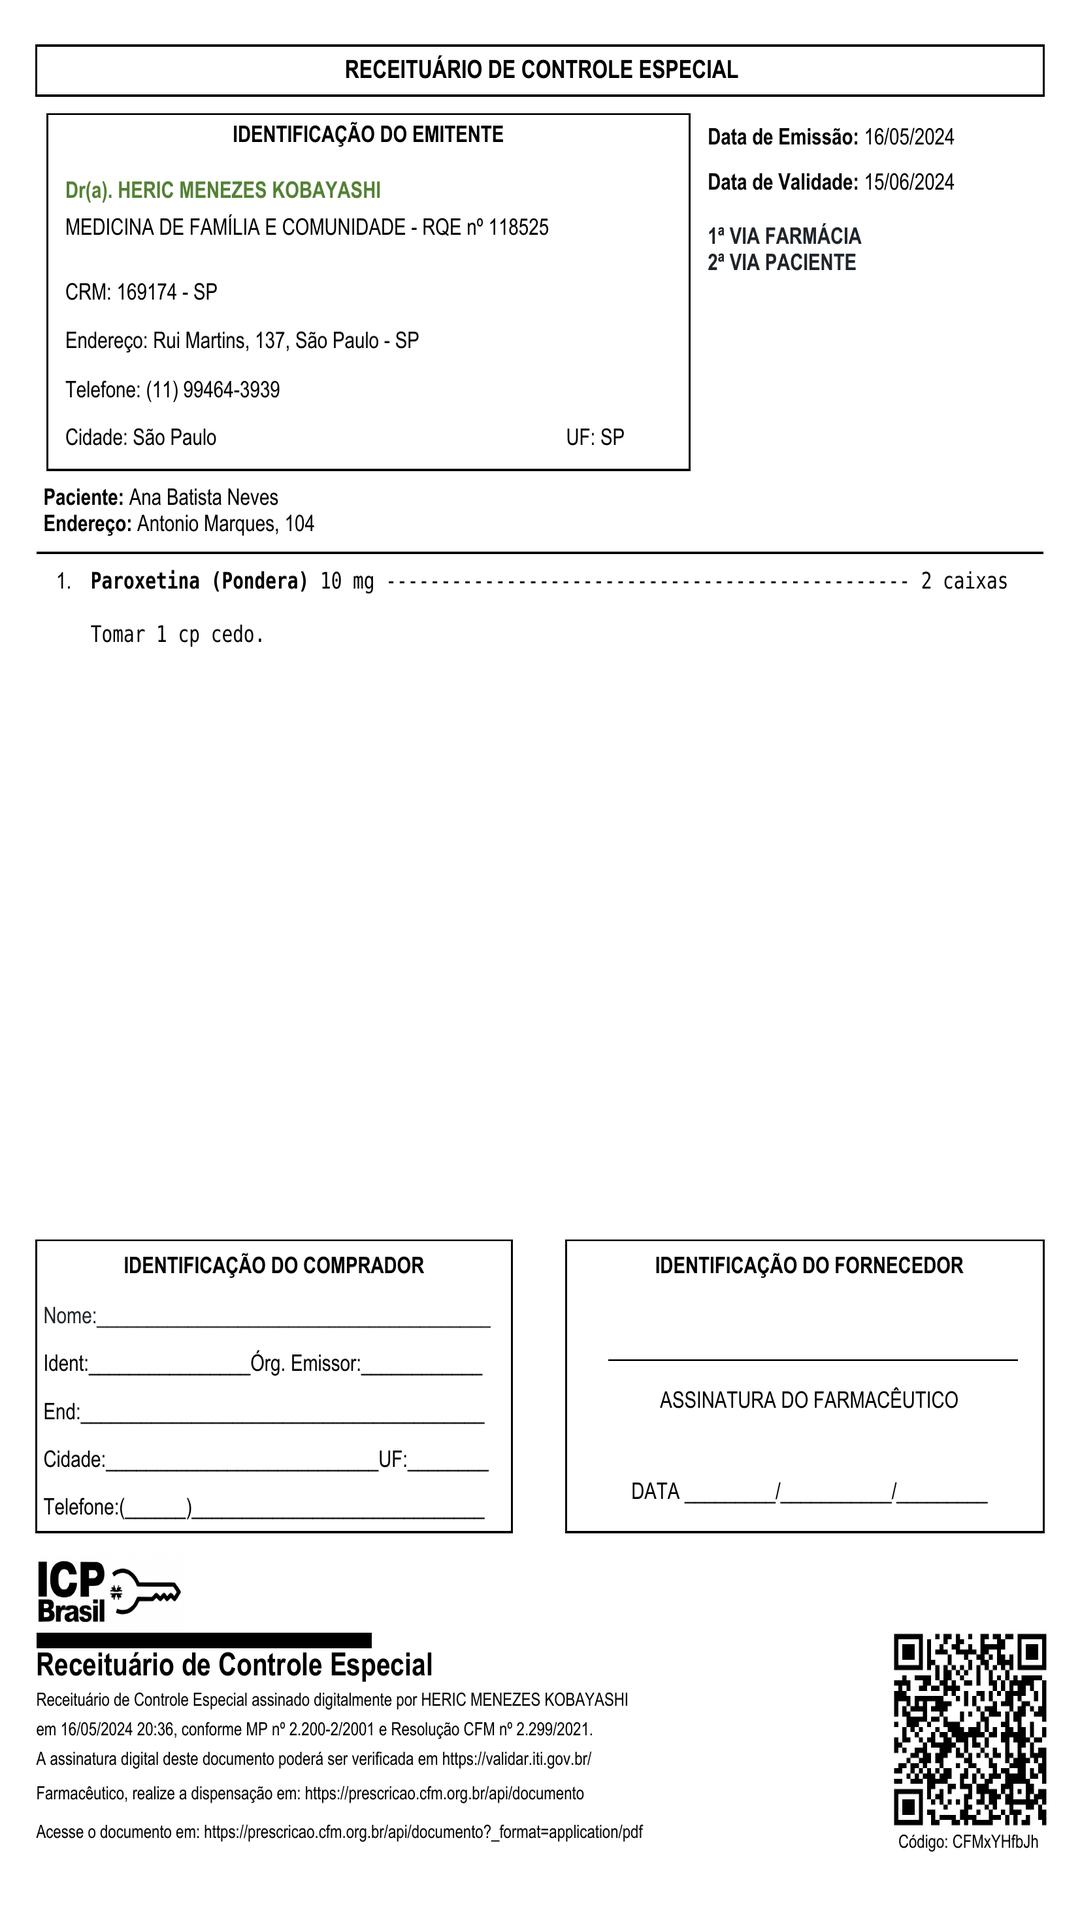 RECEITUÁRIO DE CONTROLE ESPECIAL
IDENTIFICAÇÃO DO EMITENTE
Dr(a). HERIC MENEZES KOBAYASHI
MEDICINA DE FAMÍLIA E COMUNIDADE - RQE nº 118525
CRM: 169174 - SP
Endereço: Rui Martins, 137, São Paulo - SP
Telefone: (11) 99464-3939
Cidade: São Paulo UF: SP
Data de Emissão: 16/05/2024
Data de Validade: 15/06/2024
1ª VIA FARMÁCIA
2ª VIA PACIENTE
Paciente: Ana Batista Neves
Endereço: Antonio Marques, 104
1. Paroxetina (Pondera) 10 mg ------------------------------------------------ 2 caixas
Tomar 1 cp cedo.
IDENTIFICAÇÃO DO COMPRADOR
Nome:_______________________________________
Ident:________________Órg. Emissor:____________
End:________________________________________
Cidade:___________________________UF:________
Telefone:(______)_____________________________
IDENTIFICAÇÃO DO FORNECEDOR
ASSINATURA DO FARMACÊUTICO
DATA _________/___________/_________
ICP
Brasil
Receituário de Controle Especial
Receituário de Controle Especial assinado digitalmente por HERIC MENEZES KOBAYASHI
em 16/05/2024 20:36, conforme MP nº 2.200-2/2001 e Resolução CFM nº 2.299/2021.
A assinatura digital deste documento poderá ser verificada em https://validar.iti.gov.br/
Farmacêutico, realize a dispensação em: https://prescricao.cfm.org.br/api/documento
Acesse o documento em: https://prescricao.cfm.org.br/api/documento?_format=application/pdf
Código: CFMxYHfbJh